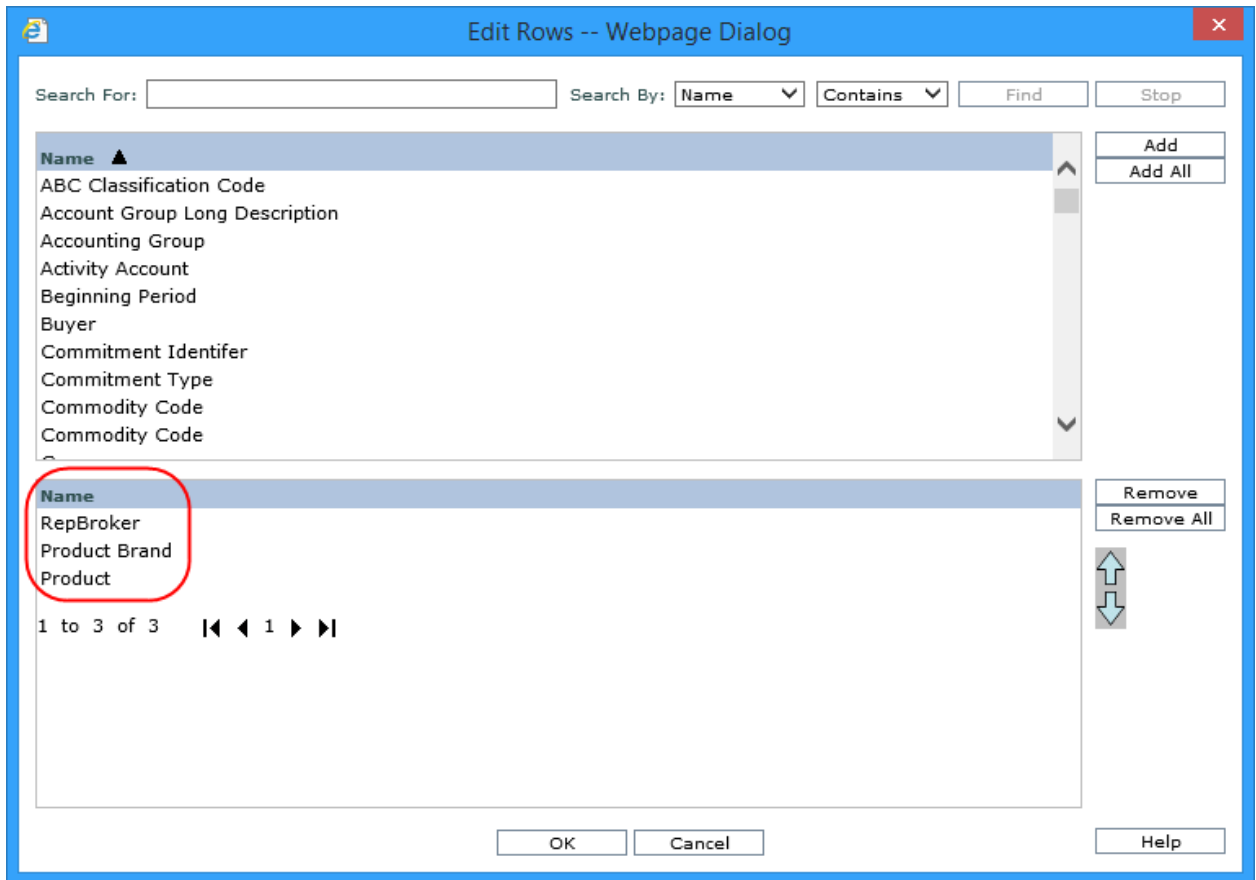 Edit Rows -- Webpage Dialog
Search For: Search By: Name Contains Find Stop
Name
Add
Add All
ABC Classification Code
Account Group Long Description
Accounting Group
Activity Account
Beginning Period
Buyer
Commitment Identifer
Commitment Type
Commodity Code
Commodity Code
Name
Remove
Remove All
RepBroker
Product Brand
Product
1 to 3 of 3 1
OK Cancel Help